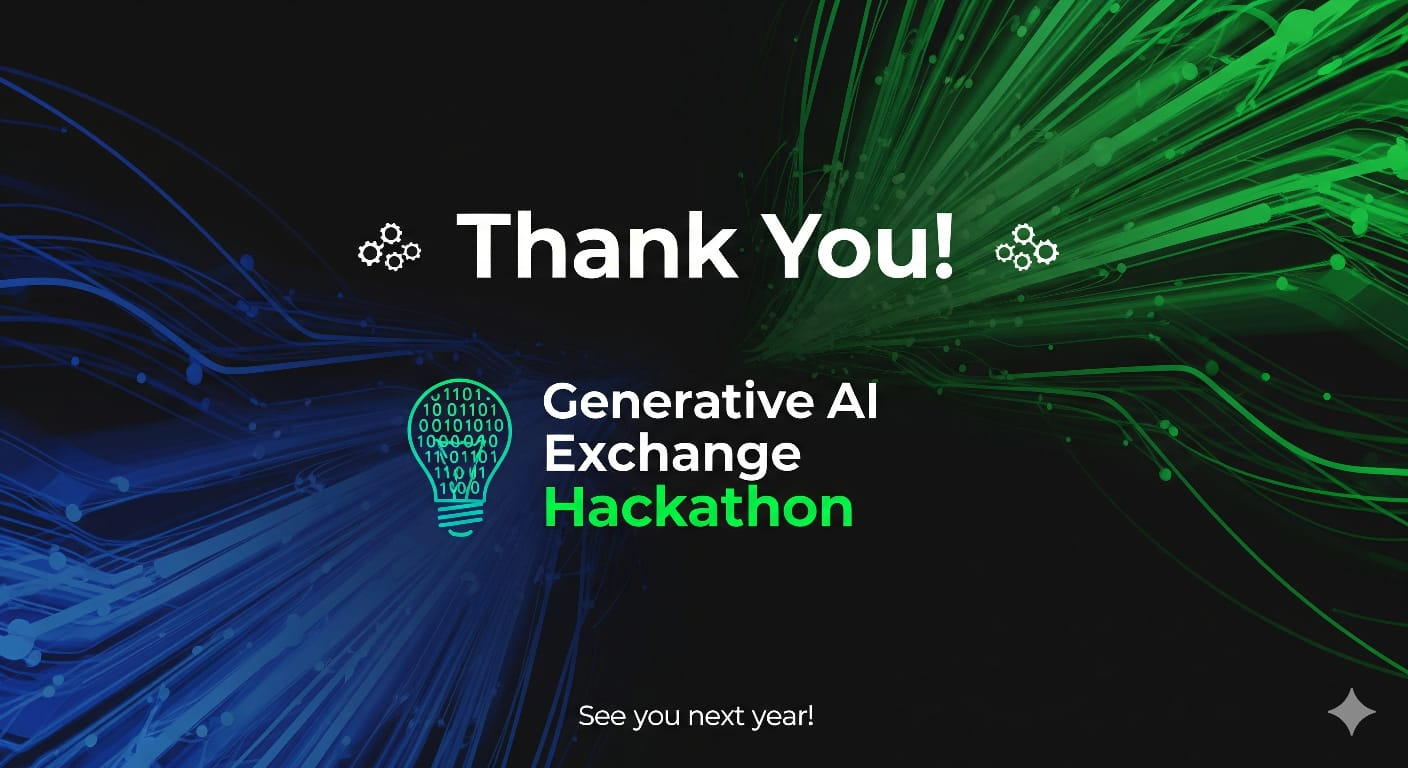 Thank You!
Generative AI
Exchange
Hackathon
See you next year!